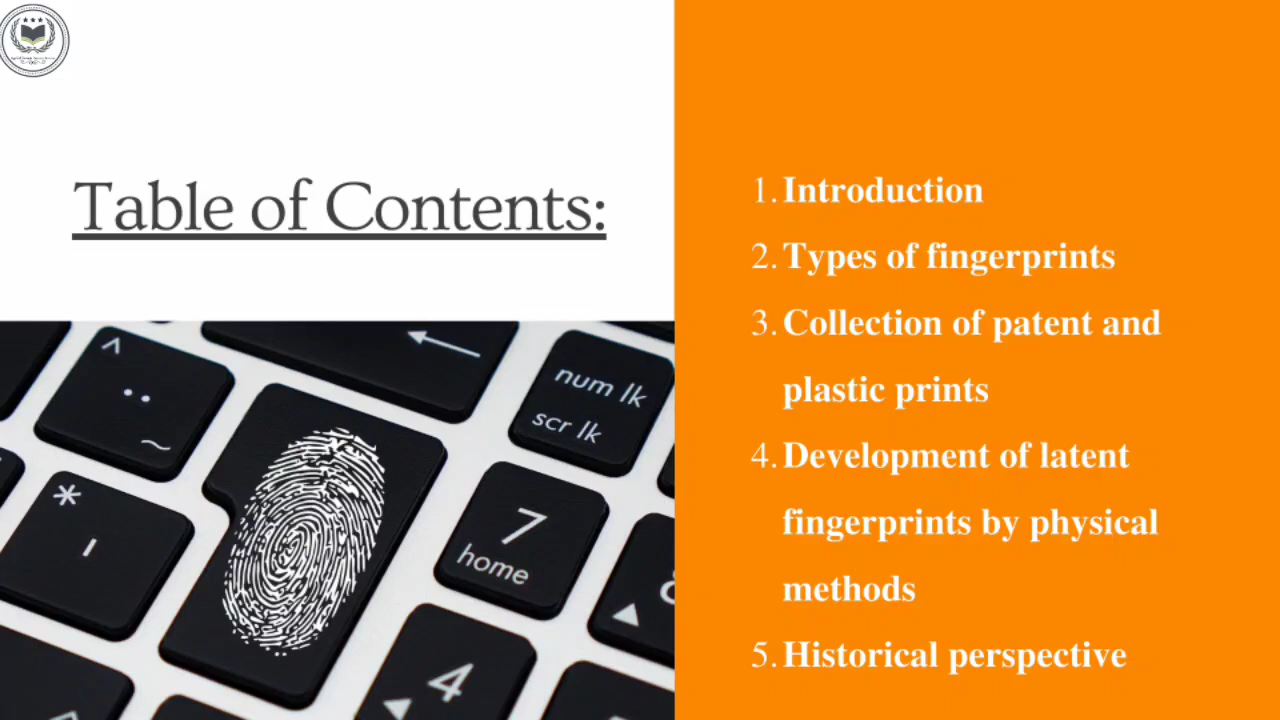 Table of Contents:
1. Introduction
2. Types of fingerprints
3. Collection of patent and
plastic prints
4. Development of latent
fingerprints by physical
methods
5. Historical perspective
^
¨
~
num lk
scr lk
*
'
7
home
4